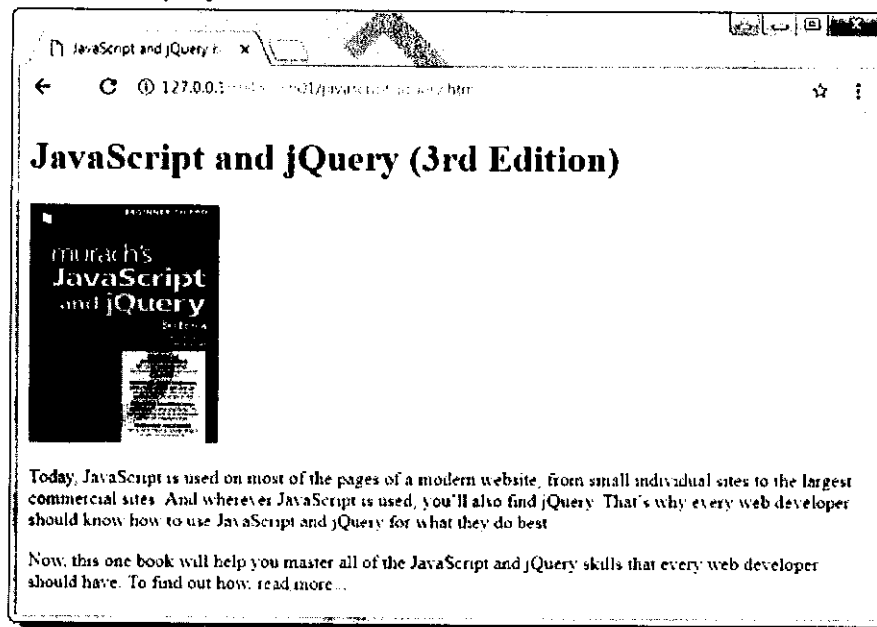 JavaScript and jQuery
127.0.0.1
JavaScript and jQuery (3rd Edition)
murach's
JavaScript
and jQuery
Today, JavaScript is used on most of the pages of a modern website, from small individual sites to the largest
commercial sites. And wherever JavaScript is used, you'll also find jQuery. That's why every web developer
should know how to use JavaScript and jQuery for what they do best.
Now, this one book will help you master all of the JavaScript and jQuery skills that every web developer
should have. To find out how, read more...